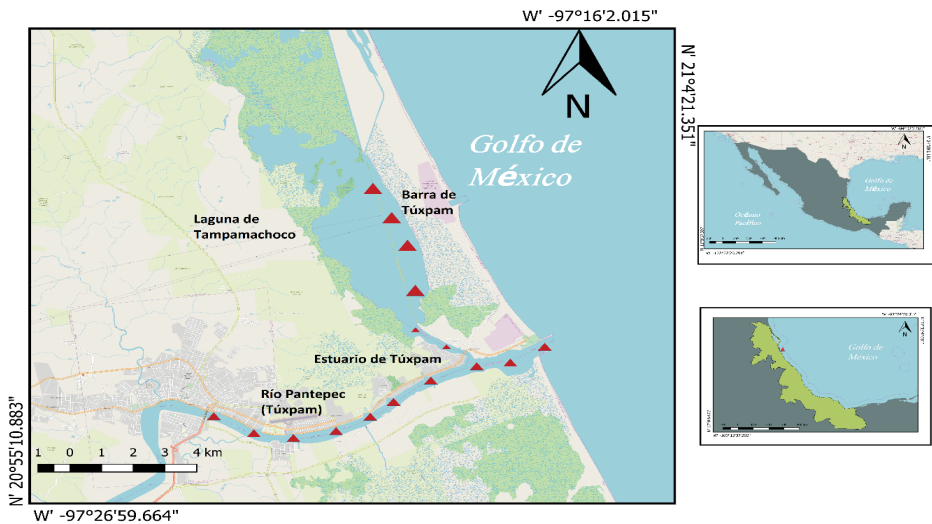 W' -97°16'2.015"
N' 21°4'21.351"
Golfo de
México
Barra de
Túxpam
Laguna de
Tampamachoco
Estuario de Túxpam
Río Pantepec
(Túxpam)
N
1 0 1 2 3 4 km
N' 20°55'10.883"
W' -97°26'59.664"
Golfo de
México
Océano
Pacífico
Golfo de
México